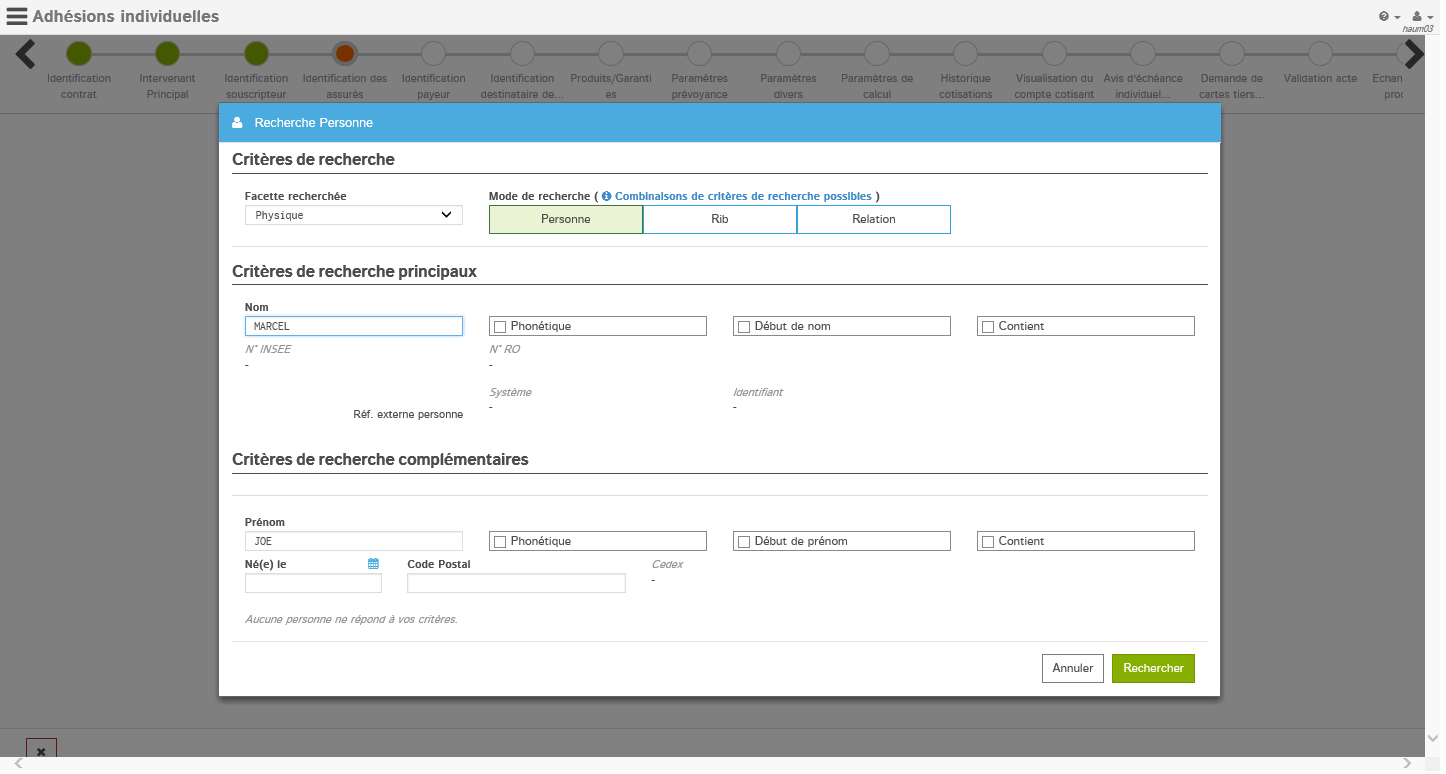 Adhésions individuelles
haum03
Identification contrat
Intervenant Principal
Identification souscripteur
Identification des assurés
Identification payeur
Identification destinataire de...
Produits/Garanti es
Paramètres prévoyance
Paramètres divers
Paramètres de calcul
Historique cotisations
Visualisation du compte cotisant
Avis d'échéance individuel...
Demande de cartes tiers...
Validation acte
Echan proc
Recherche Personne
Critères de recherche
Facette recherchée
Mode de recherche ( Combinaisons de critères de recherche possibles )
Physique
Personne Rib Relation
Critères de recherche principaux
Nom
MARCEL Phonétique Début de nom Contient
N° INSEE N° RO
- -
Système Identifiant
- -
Réf. externe personne
Critères de recherche complémentaires
Prénom
JOE Phonétique Début de prénom Contient
Né(e) le Code Postal Cedex
-
Aucune personne ne répond à vos critères.
Annuler Rechercher